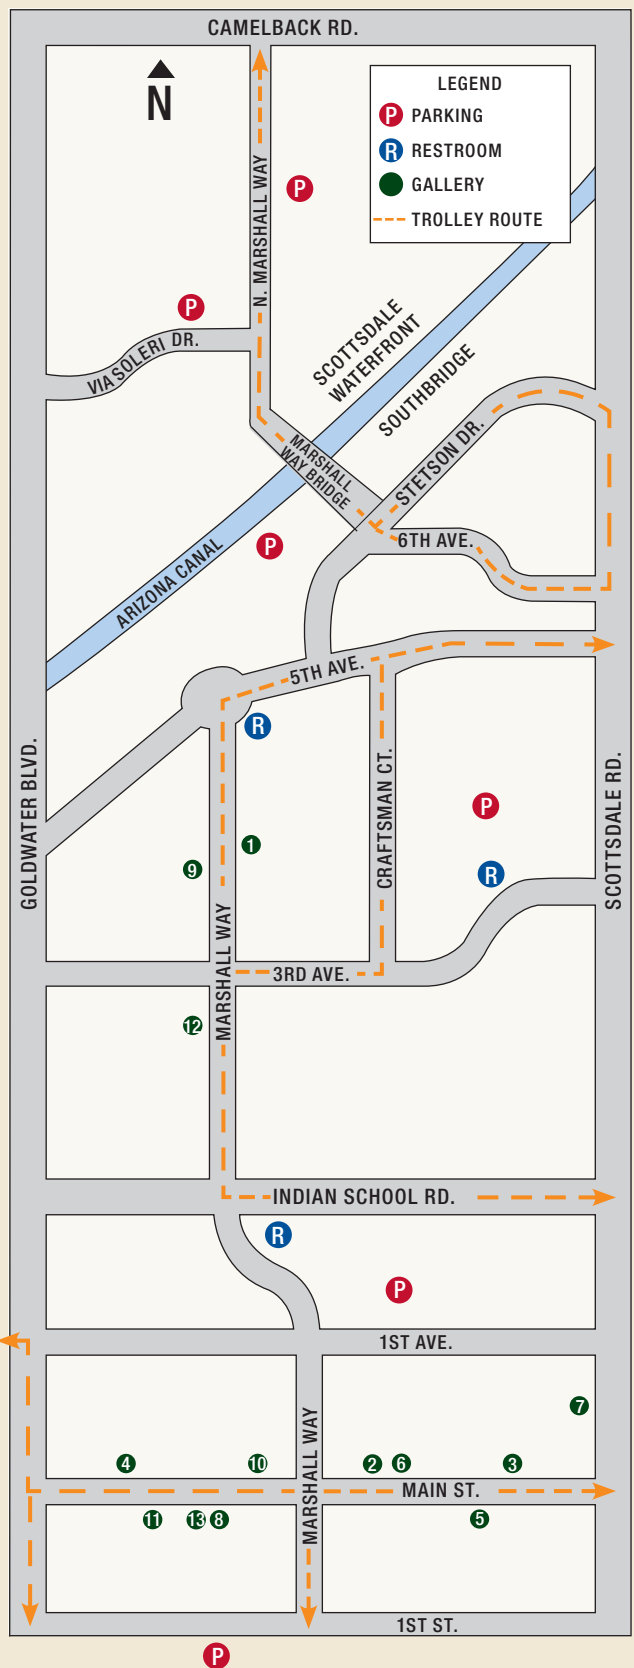 CAMELBACK RD.
N
LEGEND
P PARKING
R RESTROOM
GALLERY
TROLLEY ROUTE
N. MARSHALL WAY
P
P
VIA SOLERI DR.
SCOTTSDALE
WATERFRONT
SOUTHBRIDGE
MARSHALL
WAY BRIDGE
STETSON DR.
6TH AVE.
P
ARIZONA CANAL
5TH AVE.
R
GOLDWATER BLVD.
SCOTTSDALE RD.
CRAFTSMAN CT.
P
1
9
R
MARSHALL WAY
3RD AVE.
12
INDIAN SCHOOL RD.
R
P
1ST AVE.
7
4
10
2
6
3
MARSHALL WAY
MAIN ST.
11
13
8
5
1ST ST.
P